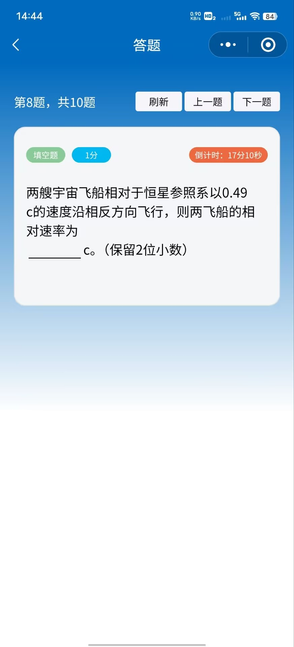 14:44
0.90 KB/s HD 2 5G 84
答题
第8题，共10题
刷新 上一题 下一题
填空题 1分 倒计时：17分10秒
两艘宇宙飞船相对于恒星参照系以0.49
c的速度沿相反方向飞行，则两飞船的相
对速率为
________c。（保留2位小数）